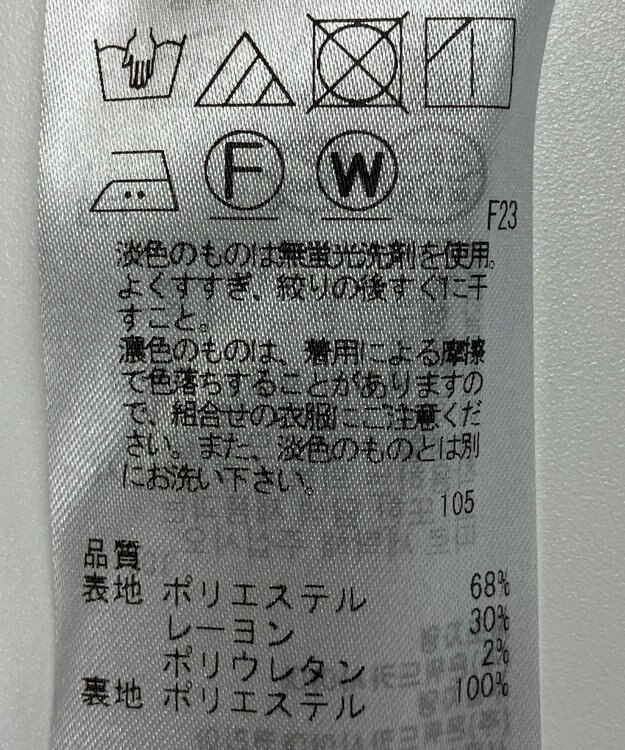 F W
F23
淡色のものは無蛍光洗剤を使用。
よくすすぎ、絞りの後すぐに干
すこと。
濃色のものは、着用による摩擦
で色落ちすることがありますの
で、組合せの衣服にご注意くだ
さい。また、淡色のものとは別
にお洗い下さい。
105
品質
表地 ポリエステル 68%
レーヨン 30%
ポリウレタン 2%
裏地 ポリエステル 100%